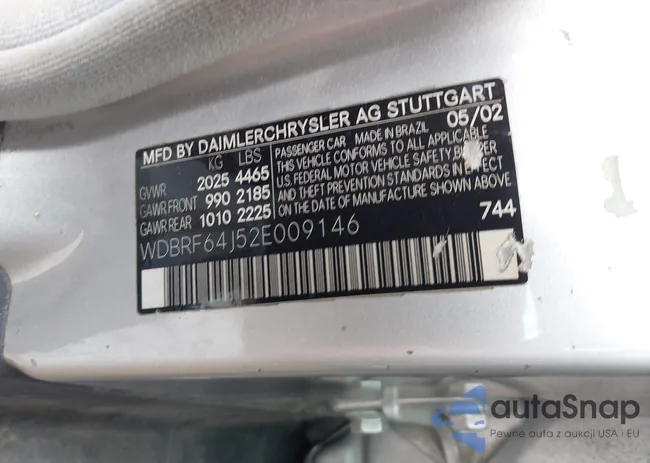 MFD BY DAIMLERCHRYSLER AG STUTTGART
KG LBS 05/02
GVWR 2025 4465
GAWR FRONT 990 2185
GAWR REAR 1010 2225
PASSENGER CAR MADE IN BRAZIL
THIS VEHICLE CONFORMS TO ALL APPLICABLE
U.S. FEDERAL MOTOR VEHICLE SAFETY, BUMPER
AND THEFT PREVENTION STANDARDS IN EFFECT
ON THE DATE OF MANUFACTURE SHOWN ABOVE
744
WDBRF64J52E009146
autaSnap
Pewne auta z aukcji USA i EU